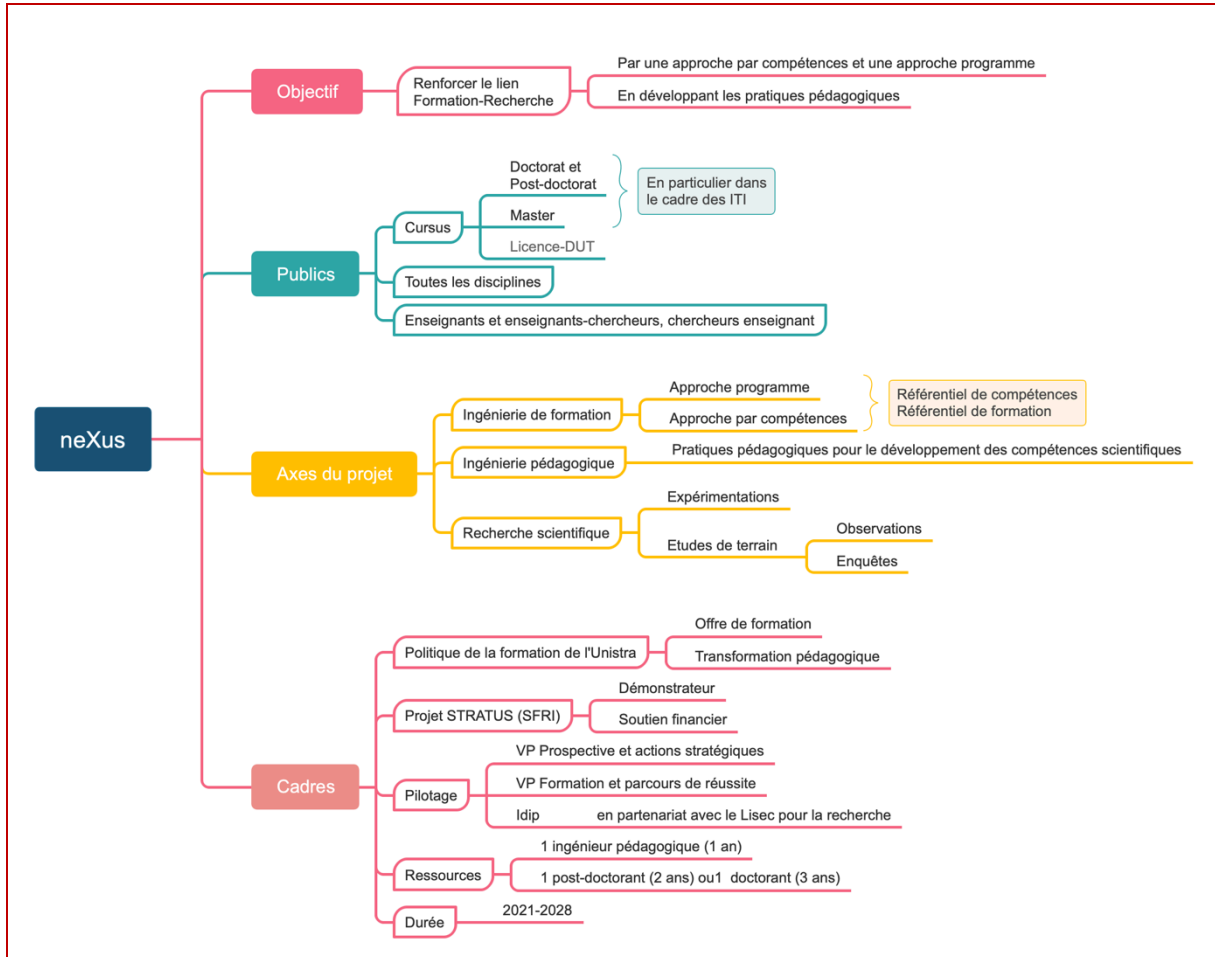 neXus
Objectif
Renforcer le lien
Formation-Recherche
Par une approche par compétences et une approche programme
En développant les pratiques pédagogiques
Publics
Cursus
Doctorat et
Post-doctorat
Master
Licence-DUT
En particulier dans
le cadre des ITI
Toutes les disciplines
Enseignants et enseignants-chercheurs, chercheurs enseignant
Axes du projet
Ingénierie de formation
Approche programme
Approche par compétences
Référentiel de compétences
Référentiel de formation
Ingénierie pédagogique
Pratiques pédagogiques pour le développement des compétences scientifiques
Recherche scientifique
Expérimentations
Etudes de terrain
Observations
Enquêtes
Cadres
Politique de la formation de l'Unistra
Offre de formation
Transformation pédagogique
Projet STRATUS (SFRI)
Démonstrateur
Soutien financier
Pilotage
VP Prospective et actions stratégiques
VP Formation et parcours de réussite
Idip en partenariat avec le Lisec pour la recherche
Ressources
1 ingénieur pédagogique (1 an)
1 post-doctorant (2 ans) ou1 doctorant (3 ans)
Durée
2021-2028